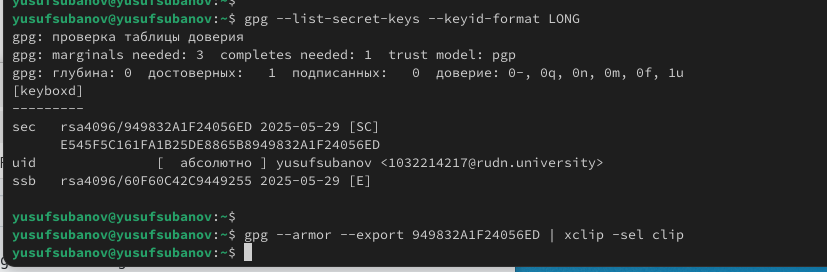 yusufsubanov@yusufsubanov:~$
yusufsubanov@yusufsubanov:~$ gpg --list-secret-keys --keyid-format LONG
gpg: проверка таблицы доверия
gpg: marginals needed: 3  completes needed: 1  trust model: pgp
gpg: глубина: 0  достоверных:   1  подписанных:   0  доверие: 0-, 0q, 0n, 0m, 0f, 1u
[keyboxd]
---------
sec   rsa4096/949832A1F24056ED 2025-05-29 [SC]
      E545F5C161FA1B25DE8865B8949832A1F24056ED
uid                 [  абсолютно ] yusufsubanov <1032214217@rudn.university>
ssb   rsa4096/60F60C42C9449255 2025-05-29 [E]
yusufsubanov@yusufsubanov:~$
yusufsubanov@yusufsubanov:~$ gpg --armor --export 949832A1F24056ED | xclip -sel clip
yusufsubanov@yusufsubanov:~$